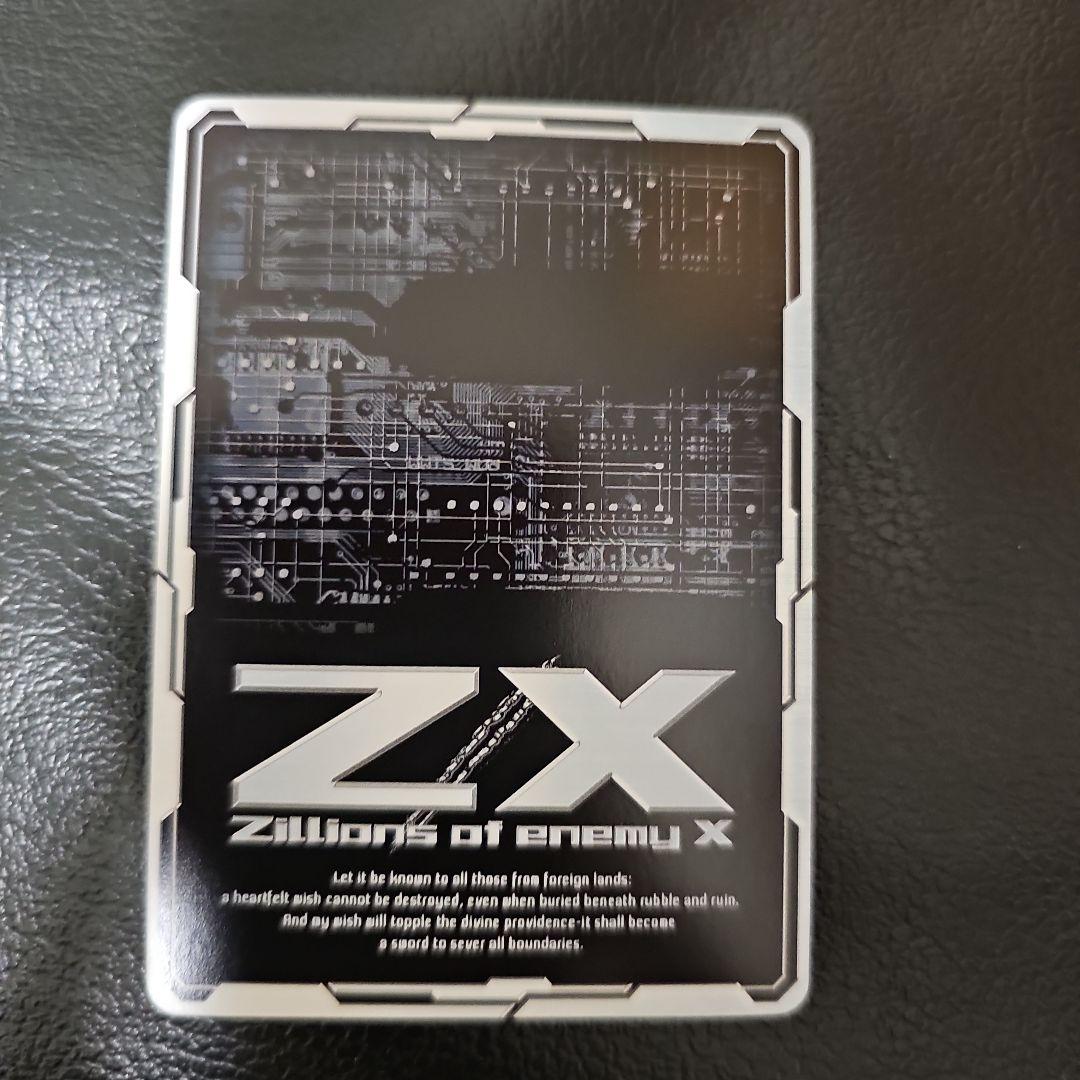 Z/X
Zillions of enemy X
Let it be known to all those from foreign lands:
a heartfelt wish cannot be destroyed, even when buried beneath rubble and ruin.
And my wish will topple the divine providence-it shall become
a sword to sever all boundaries.